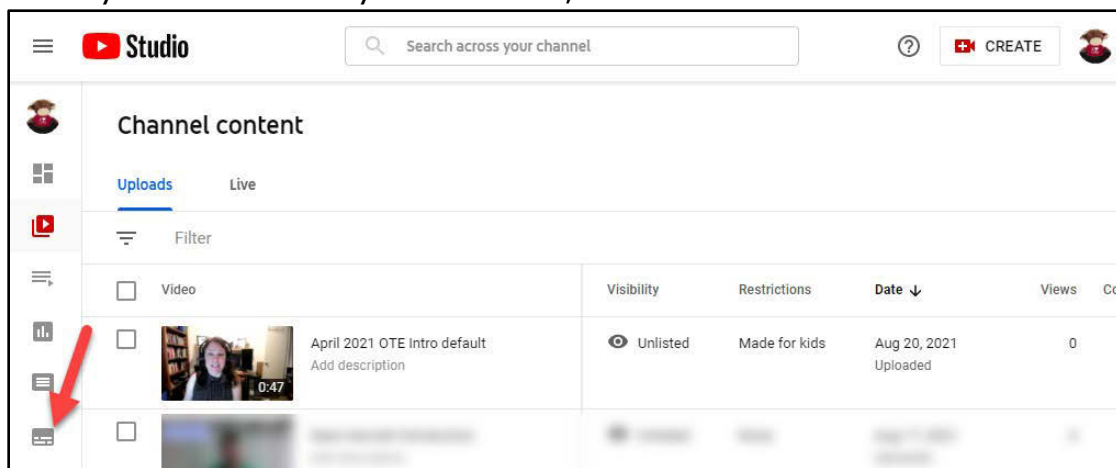 Studio
Search across your channel
CREATE
Channel content
Uploads Live
Filter
Video Visibility Restrictions Date Views
April 2021 OTE Intro default Unlisted Made for kids Aug 20, 2021 0
Add description Uploaded
0:47